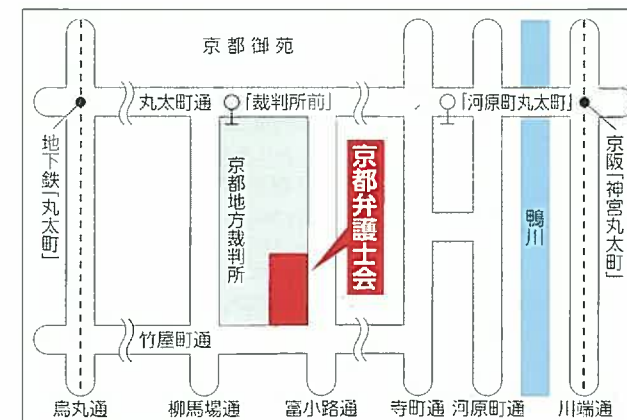 京都御苑
丸太町通
「裁判所前」
「河原町丸太町」
地下鉄「丸太町」
京都地方裁判所
京都弁護士会
鴨川
京阪「神宮丸太町」
竹屋町通
烏丸通
柳馬場通
富小路通
寺町通
河原町通
川端通